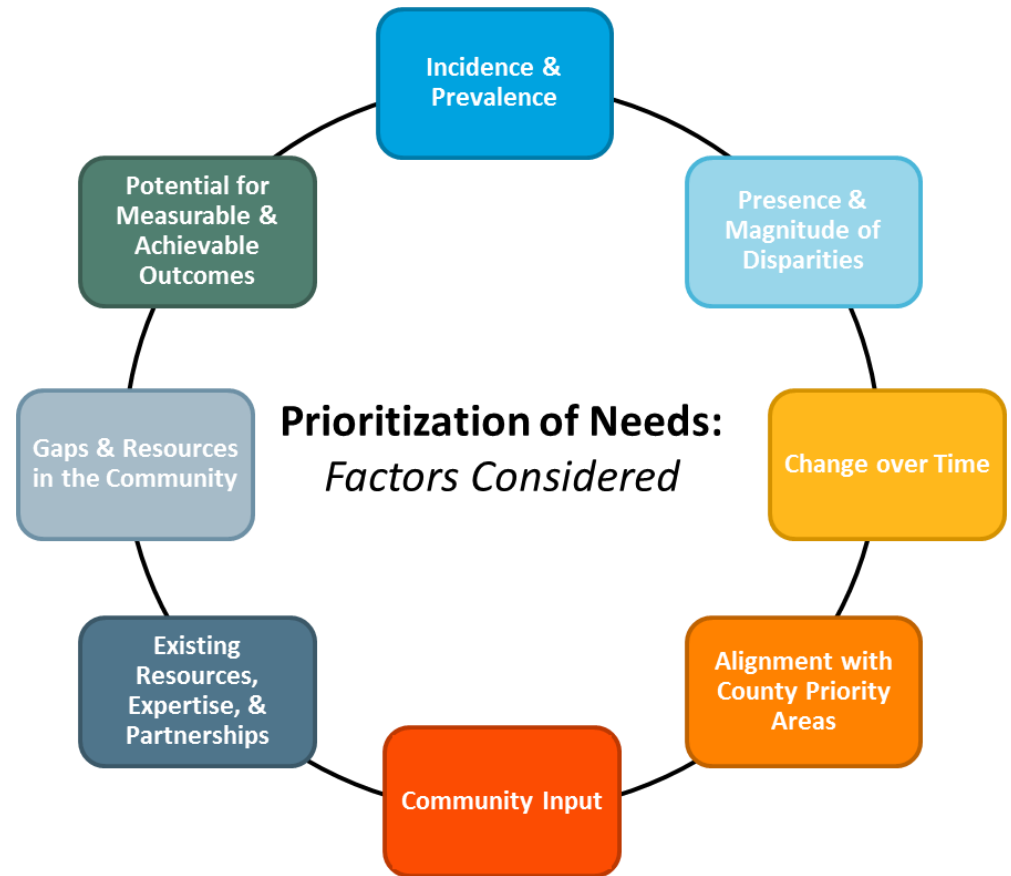 Incidence &
Prevalence
Presence &
Magnitude of
Disparities
Change over Time
Alignment with
County Priority
Areas
Community Input
Existing
Resources,
Expertise, &
Partnerships
Gaps & Resources
in the Community
Potential for
Measurable &
Achievable
Outcomes
Prioritization of Needs:
Factors Considered